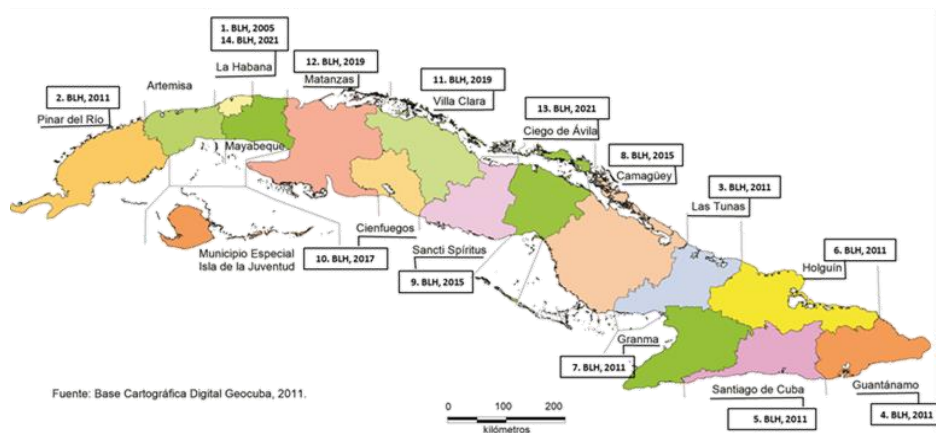 1. BLH, 2005
14. BLH, 2021
La Habana
12. BLH, 2019
Matanzas
11. BLH, 2019
Villa Clara
Artemisa
2. BLH, 2011
Pinar del Río
13. BLH, 2021
Ciego de Ávila
Mayabeque
8. BLH, 2015
Camagüey
3. BLH, 2011
Las Tunas
Cienfuegos
10. BLH, 2017
Municipio Especial
Isla de la Juventud
Sancti Spíritus
9. BLH, 2015
6. BLH, 2011
Holguín
Granma
7. BLH, 2011
Santiago de Cuba
5. BLH, 2011
Guantánamo
4. BLH, 2011
Fuente: Base Cartográfica Digital Geocuba, 2011.
0 100 200
kilómetros